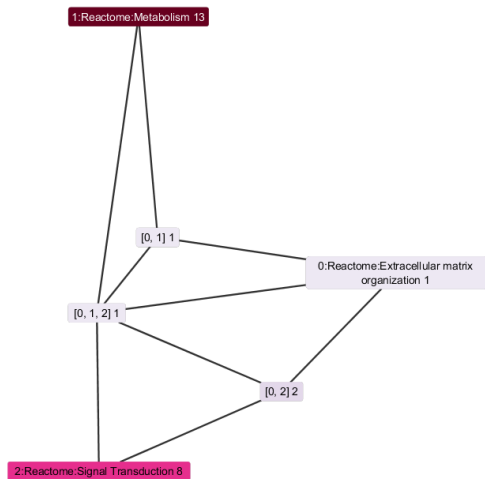 1:Reactome:Metabolism 13
[0, 1] 1
0:Reactome:Extracellular matrix
organization 1
[0, 1, 2] 1
[0, 2] 2
2:Reactome:Signal Transduction 8